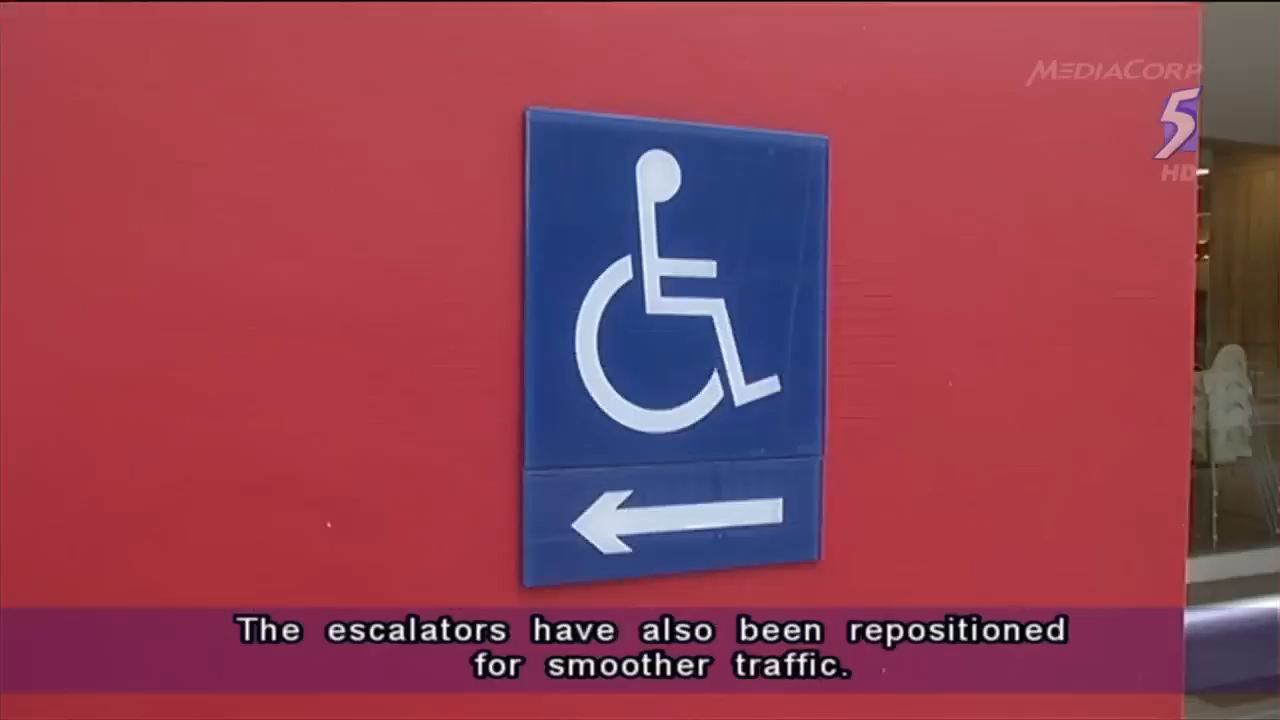 MEDIACORP
5
HD
The escalators have also been repositioned
for smoother traffic.